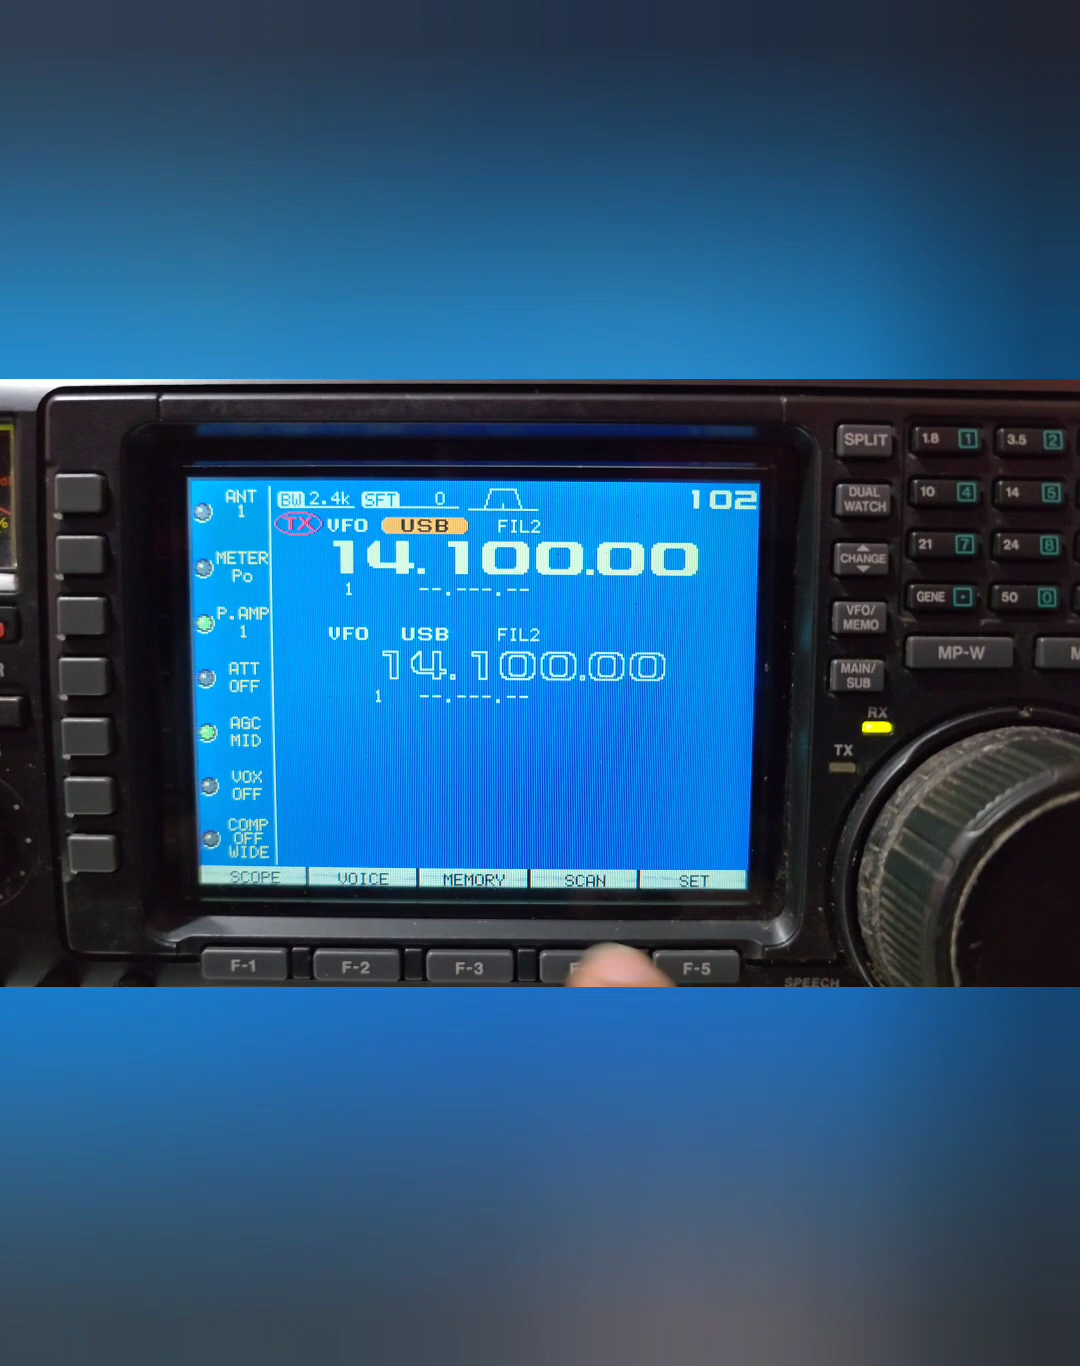 ANT
1
BW 2.4k SFT 0
102
TX VFO USB FIL2
14.100.00
1 --.---.--
METER
Po
P.AMP
1
VFO USB FIL2
14.100.00
1 --.---.--
ATT
OFF
AGC
MID
VOX
OFF
COMP
OFF
WIDE
SCOPE VOICE MEMORY SCAN SET
F-1 F-2 F-3 F-5
SPLIT
DUAL
WATCH
CHANGE
VFO/
MEMO
MAIN/
SUB
1.8 1 3.5 2
10 4 14 5
21 7 24 8
GENE · 50 0
MP-W M
RX
TX
SPEECH
%
R